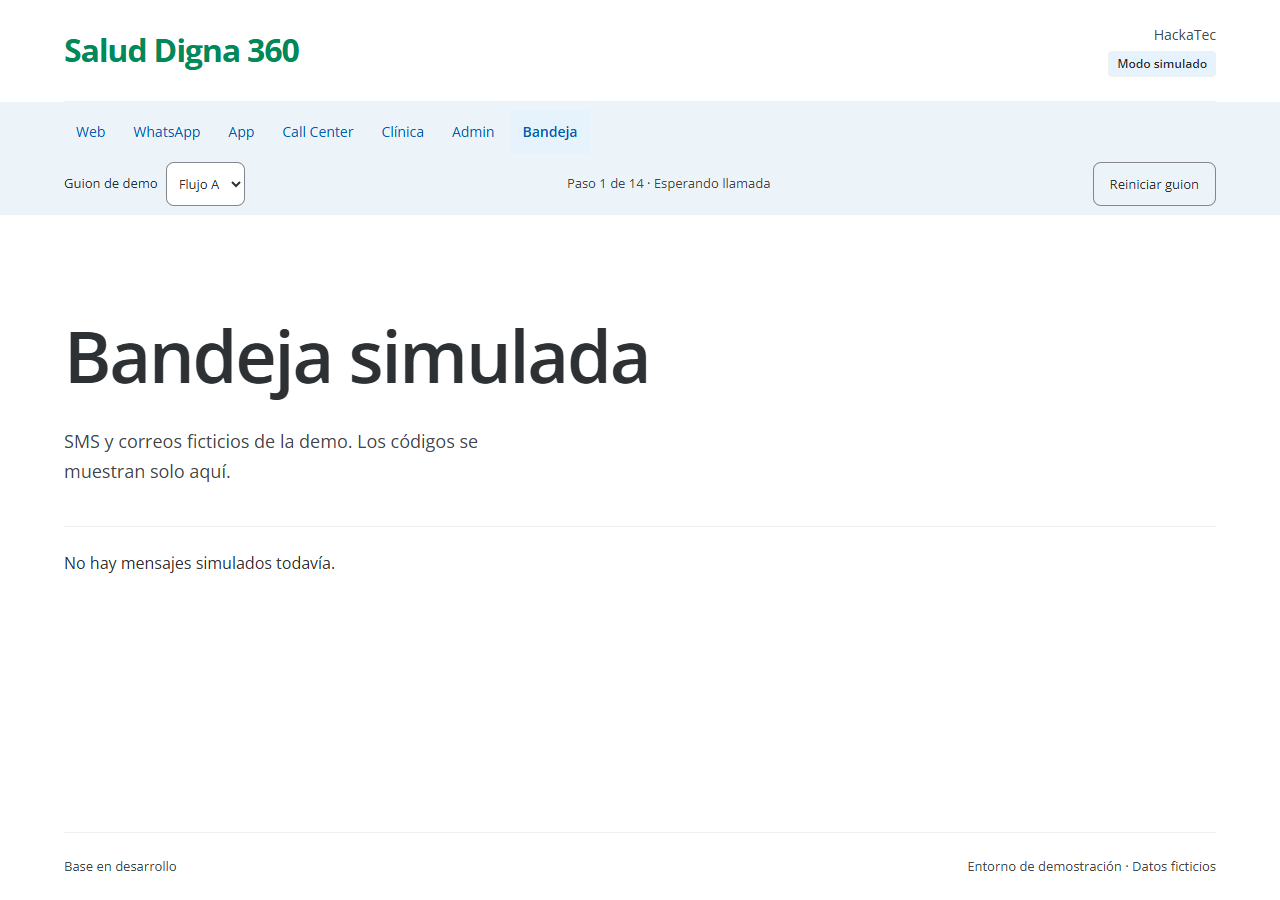 Salud Digna 360
HackaTec
Modo simulado
Web WhatsApp App Call Center Clínica Admin Bandeja
Guion de demo Flujo A Paso 1 de 14 · Esperando llamada Reiniciar guion
Bandeja simulada
SMS y correos ficticios de la demo. Los códigos se
muestran solo aquí.
No hay mensajes simulados todavía.
Base en desarrollo Entorno de demostración · Datos ficticios